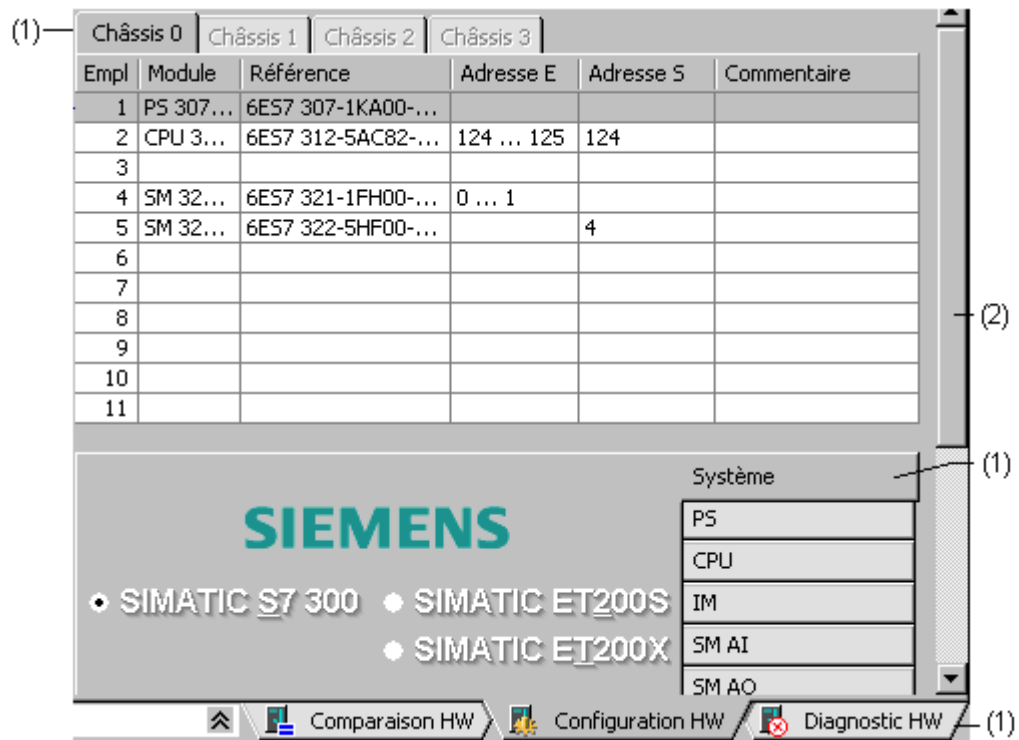 (1)
Châssis 0 Châssis 1 Châssis 2 Châssis 3
Empl Module Référence Adresse E Adresse S Commentaire
1 PS 307... 6ES7 307-1KA00-...
2 CPU 3... 6ES7 312-5AC82-... 124 ... 125 124
3
4 SM 32... 6ES7 321-1FH00-... 0 ... 1
5 SM 32... 6ES7 322-5HF00-... 4
6
7
8
(2)
9
10
11
Système
(1)
SIEMENS
PS
CPU
SIMATIC S7 300 SIMATIC ET200S
IM
SIMATIC ET200X
SM AI
SM AO
Comparaison HW Configuration HW Diagnostic HW
(1)